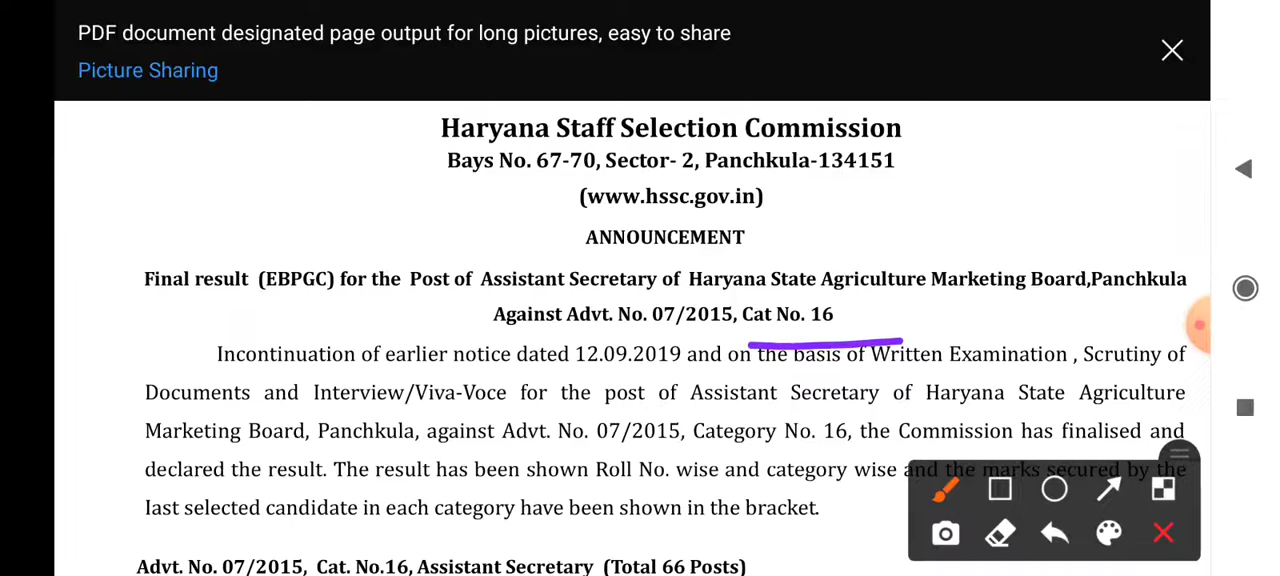 PDF document designated page output for long pictures, easy to share
Picture Sharing
Haryana Staff Selection Commission
Bays No. 67-70, Sector- 2, Panchkula-134151
(www.hssc.gov.in)
ANNOUNCEMENT
Final result (EBPGC) for the Post of Assistant Secretary of Haryana State Agriculture Marketing Board,Panchkula
Against Advt. No. 07/2015, Cat No. 16
Incontinuation of earlier notice dated 12.09.2019 and on the basis of Written Examination , Scrutiny of
Documents and Interview/Viva-Voce for the post of Assistant Secretary of Haryana State Agriculture
Marketing Board, Panchkula, against Advt. No. 07/2015, Category No. 16, the Commission has finalised and
declared the result. The result has been shown Roll No. wise and category wise and the marks secured by the
last selected candidate in each category have been shown in the bracket.
Advt. No. 07/2015, Cat. No.16, Assistant Secretary (Total 66 Posts)